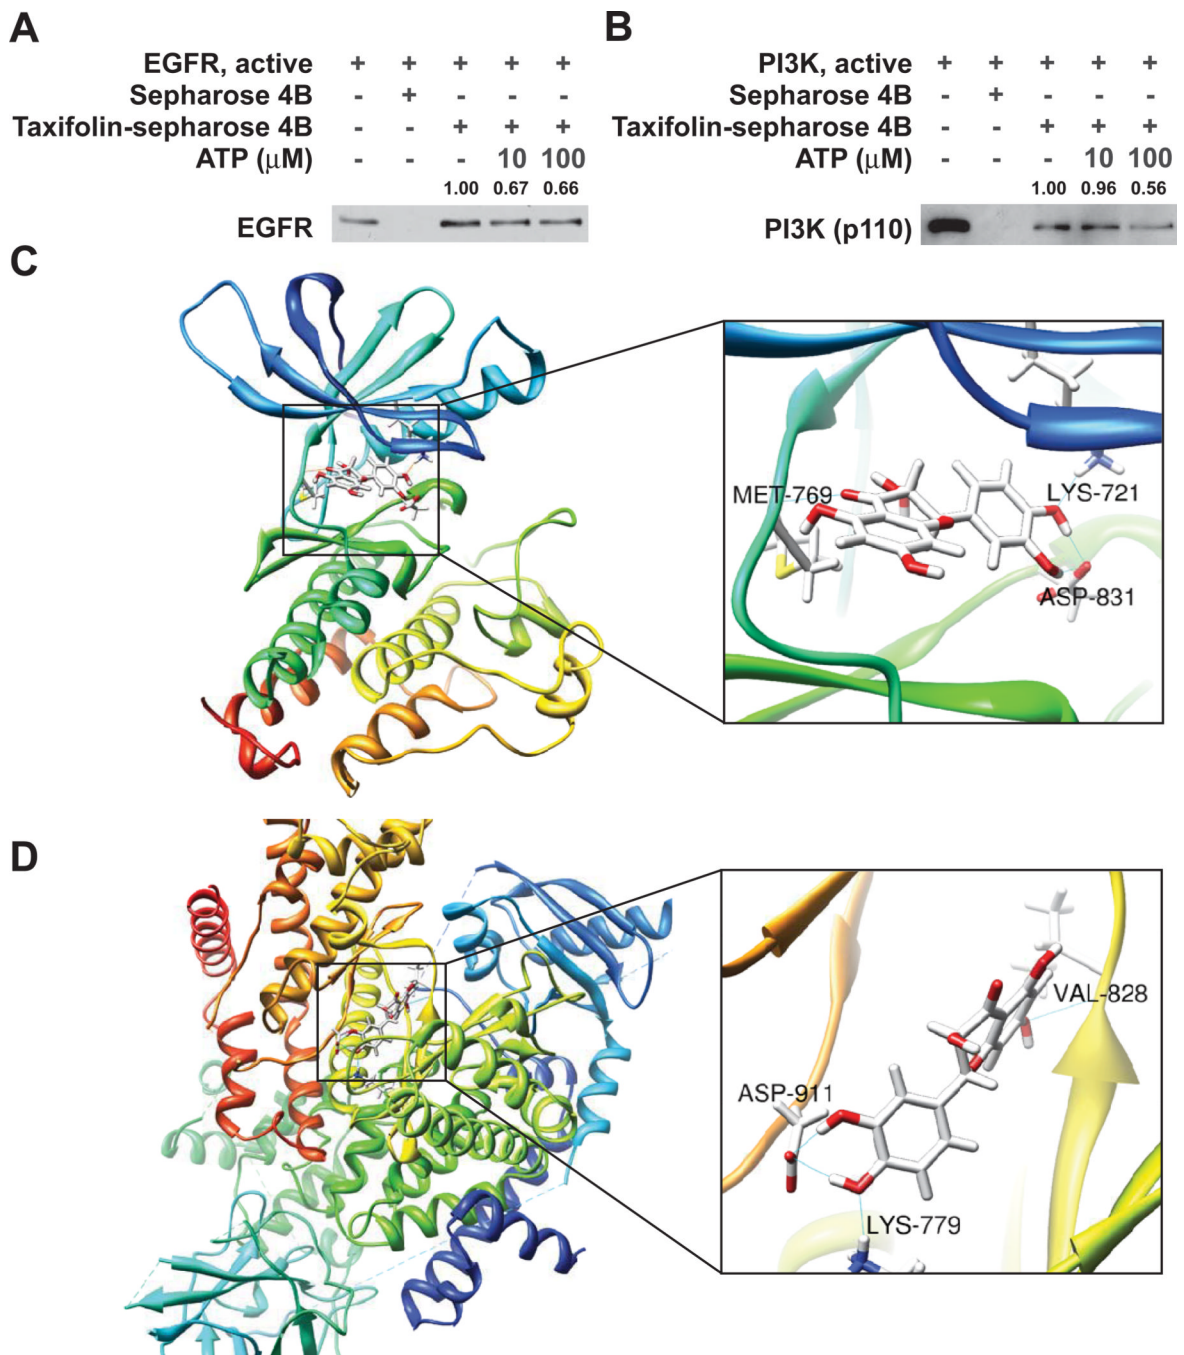 A
EGFR, active + + + + +
Sepharose 4B - + - - -
Taxifolin-sepharose 4B - - + + +
ATP (μM) - - - 10 100
1.00 0.67 0.66
EGFR
B
PI3K, active + + + + +
Sepharose 4B - + - - -
Taxifolin-sepharose 4B - - + + +
ATP (μM) - - - 10 100
1.00 0.96 0.56
PI3K (p110)
C
MET-769
LYS-721
ASP-831
D
VAL-828
ASP-911
LYS-779